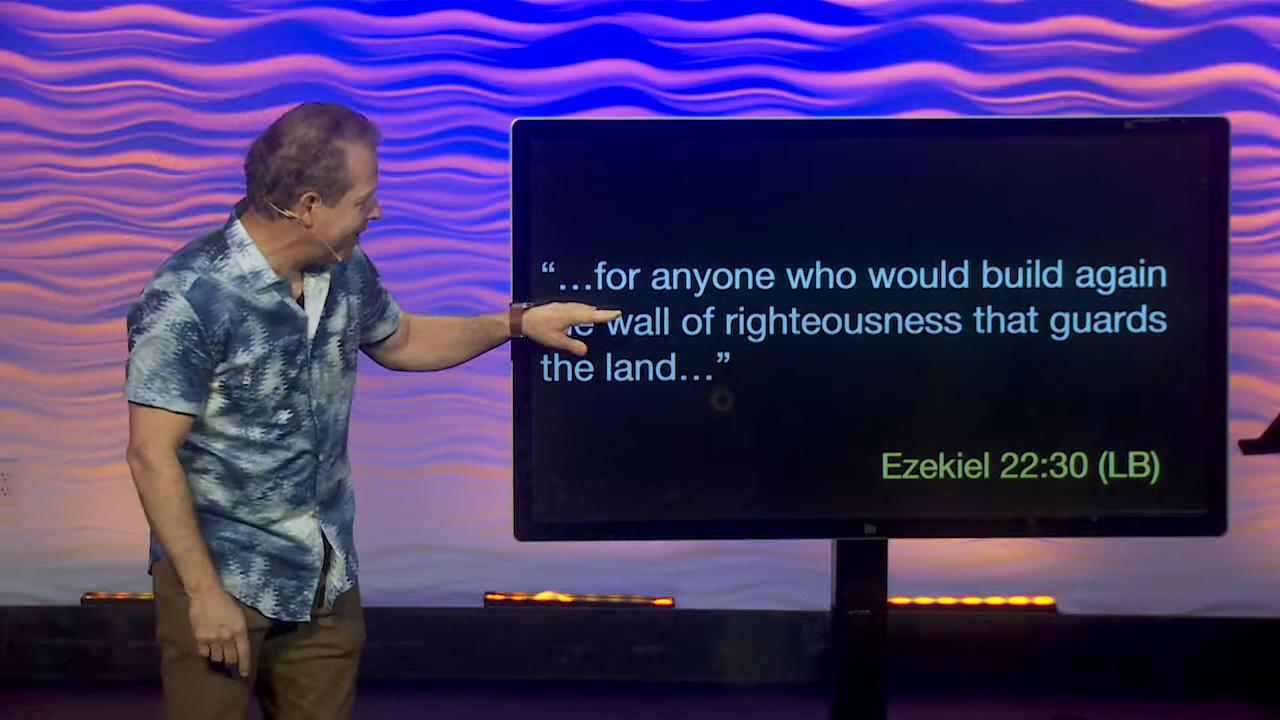 “…for anyone who would build again
wall of righteousness that guards
the land…”
Ezekiel 22:30 (LB)